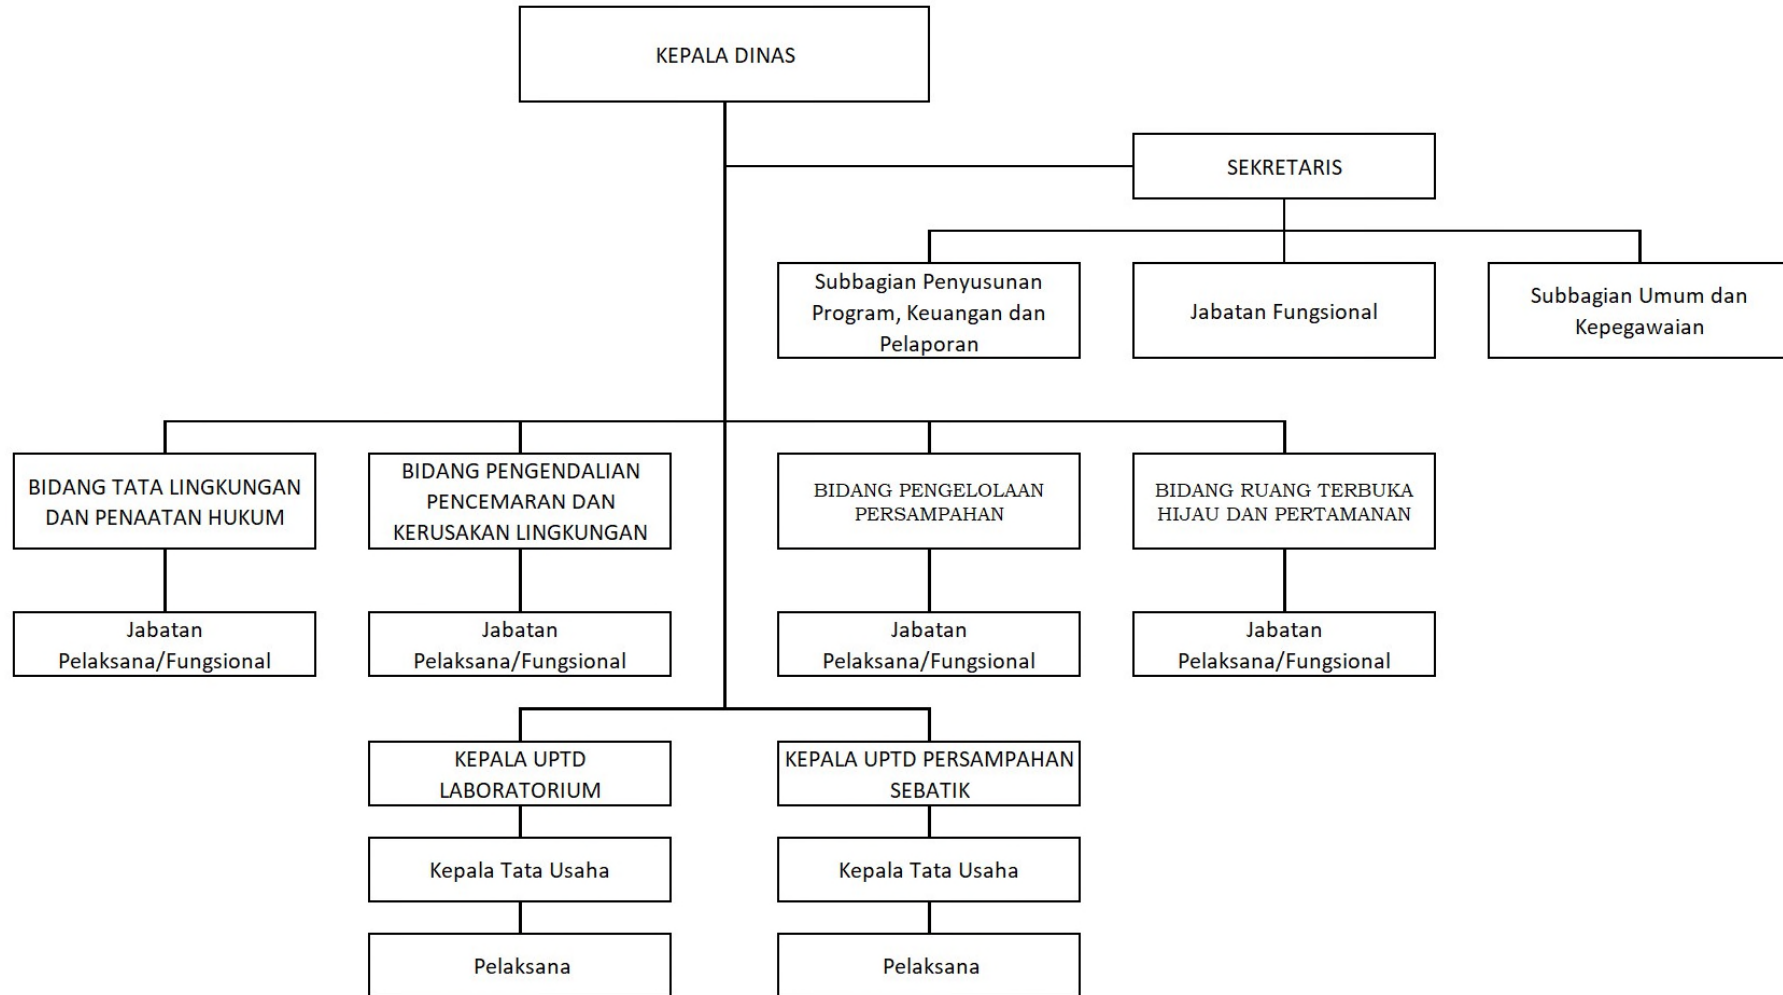 KEPALA DINAS
SEKRETARIS
Subbagian Penyusunan
Program, Keuangan dan
Pelaporan
Jabatan Fungsional
Subbagian Umum dan
Kepegawaian
BIDANG TATA LINGKUNGAN
DAN PENAATAN HUKUM
BIDANG PENGENDALIAN
PENCEMARAN DAN
KERUSAKAN LINGKUNGAN
BIDANG PENGELOLAAN
PERSAMPAHAN
BIDANG RUANG TERBUKA
HIJAU DAN PERTAMANAN
Jabatan
Pelaksana/Fungsional
Jabatan
Pelaksana/Fungsional
Jabatan
Pelaksana/Fungsional
Jabatan
Pelaksana/Fungsional
KEPALA UPTD
LABORATORIUM
KEPALA UPTD PERSAMPAHAN
SEBATIK
Kepala Tata Usaha
Kepala Tata Usaha
Pelaksana
Pelaksana